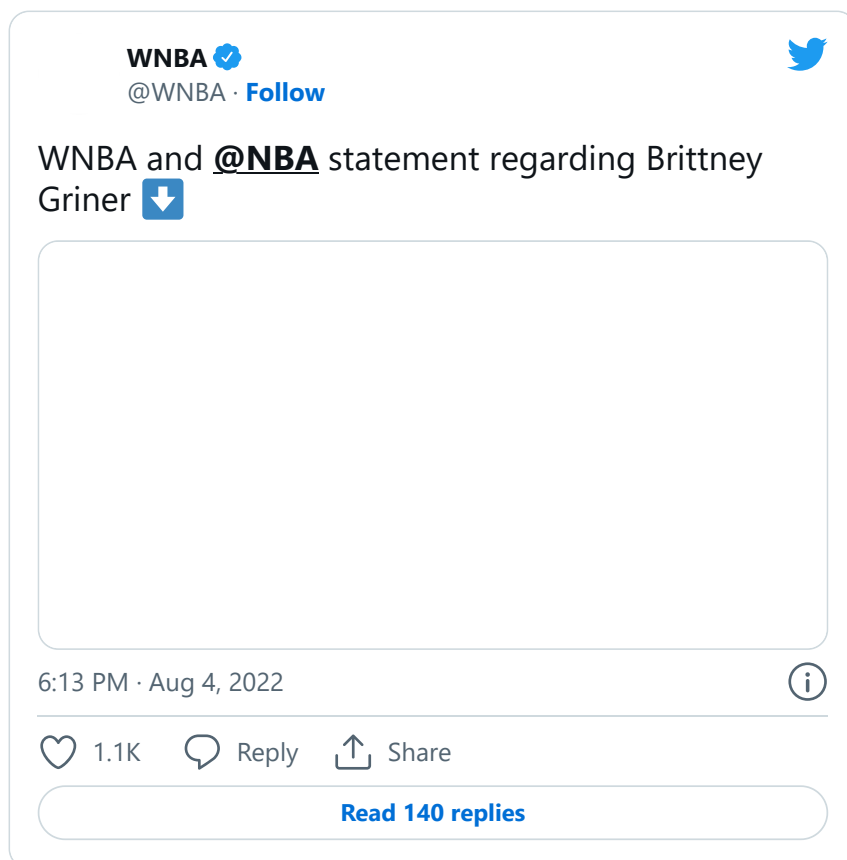 WNBA
@WNBA · Follow
WNBA and @NBA statement regarding Brittney
Griner ⬇️
6:13 PM · Aug 4, 2022
1.1K Reply Share
Read 140 replies